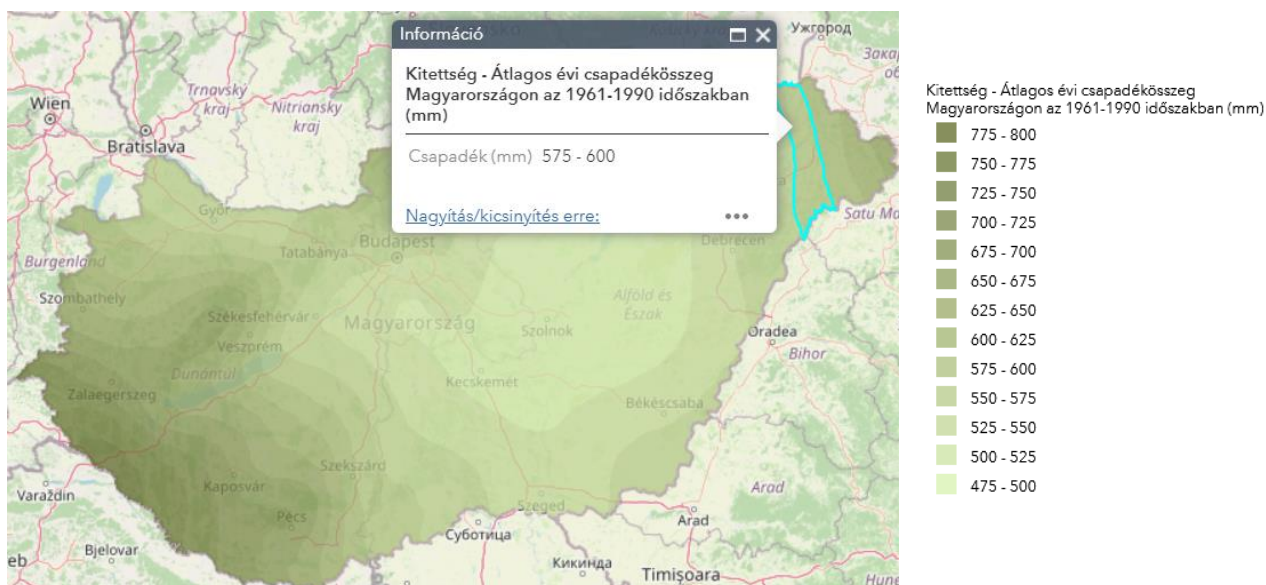 Információ
Kitettség - Átlagos évi csapadékösszeg
Magyarországon az 1961-1990 időszakban
(mm)
Csapadék (mm) 575 - 600
Nagyítás/kicsinyítés erre:
•••
Ужгород
Wien
Trnavský
kraj
Nitriansky
kraj
Bratislava
Győr
Satu
Burgenland
Tatabánya
Budapest
Debrecen
Szombathely
Alföld és
Észak
Székesfehérvár
Magyarország
Szolnok
Oradea
Veszprém
Bihor
Dunántúl
Zalaegerszeg
Kecskemét
Békéscsaba
Szekszárd
Kaposvár
Arad
Varaždin
Pécs
Szeged
Суботица
Arad
Bjelovar
Кикинда
Timișoara
Kitettség - Átlagos évi csapadékösszeg
Magyarországon az 1961-1990 időszakban (mm)
775 - 800
750 - 775
725 - 750
700 - 725
675 - 700
650 - 675
625 - 650
600 - 625
575 - 600
550 - 575
525 - 550
500 - 525
475 - 500